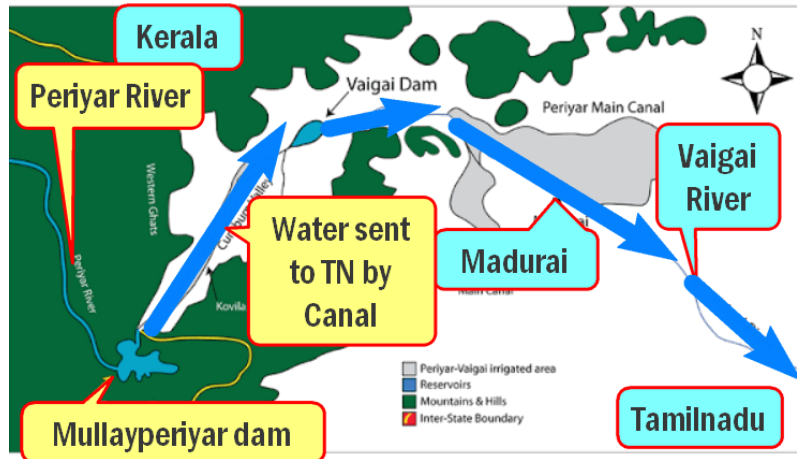 Kerala
N
Periyar River
Vaigai Dam
Periyar Main Canal
Western Ghats
Vaigai
River
Water sent
to TN by
Canal
Madurai
Periyar River
Kovila
Main Canal
Periyar-Vaigai irrigated area
Reservoirs
Mountains & Hills
Inter-State Boundary
Mullayperiyar dam
Tamilnadu